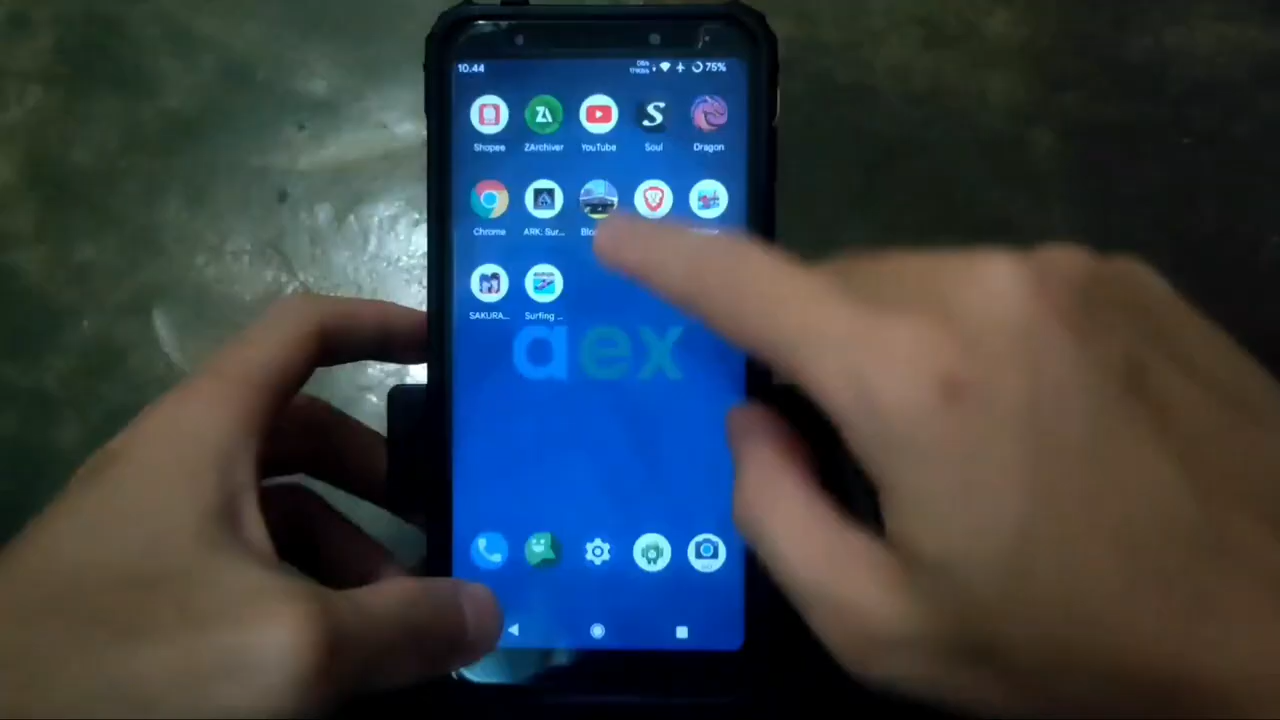 10.44 75%
Shopee ZArchiver YouTube Soul Dragon
Chrome ARK: Sur...
SAKURA... Surfing ...
aex